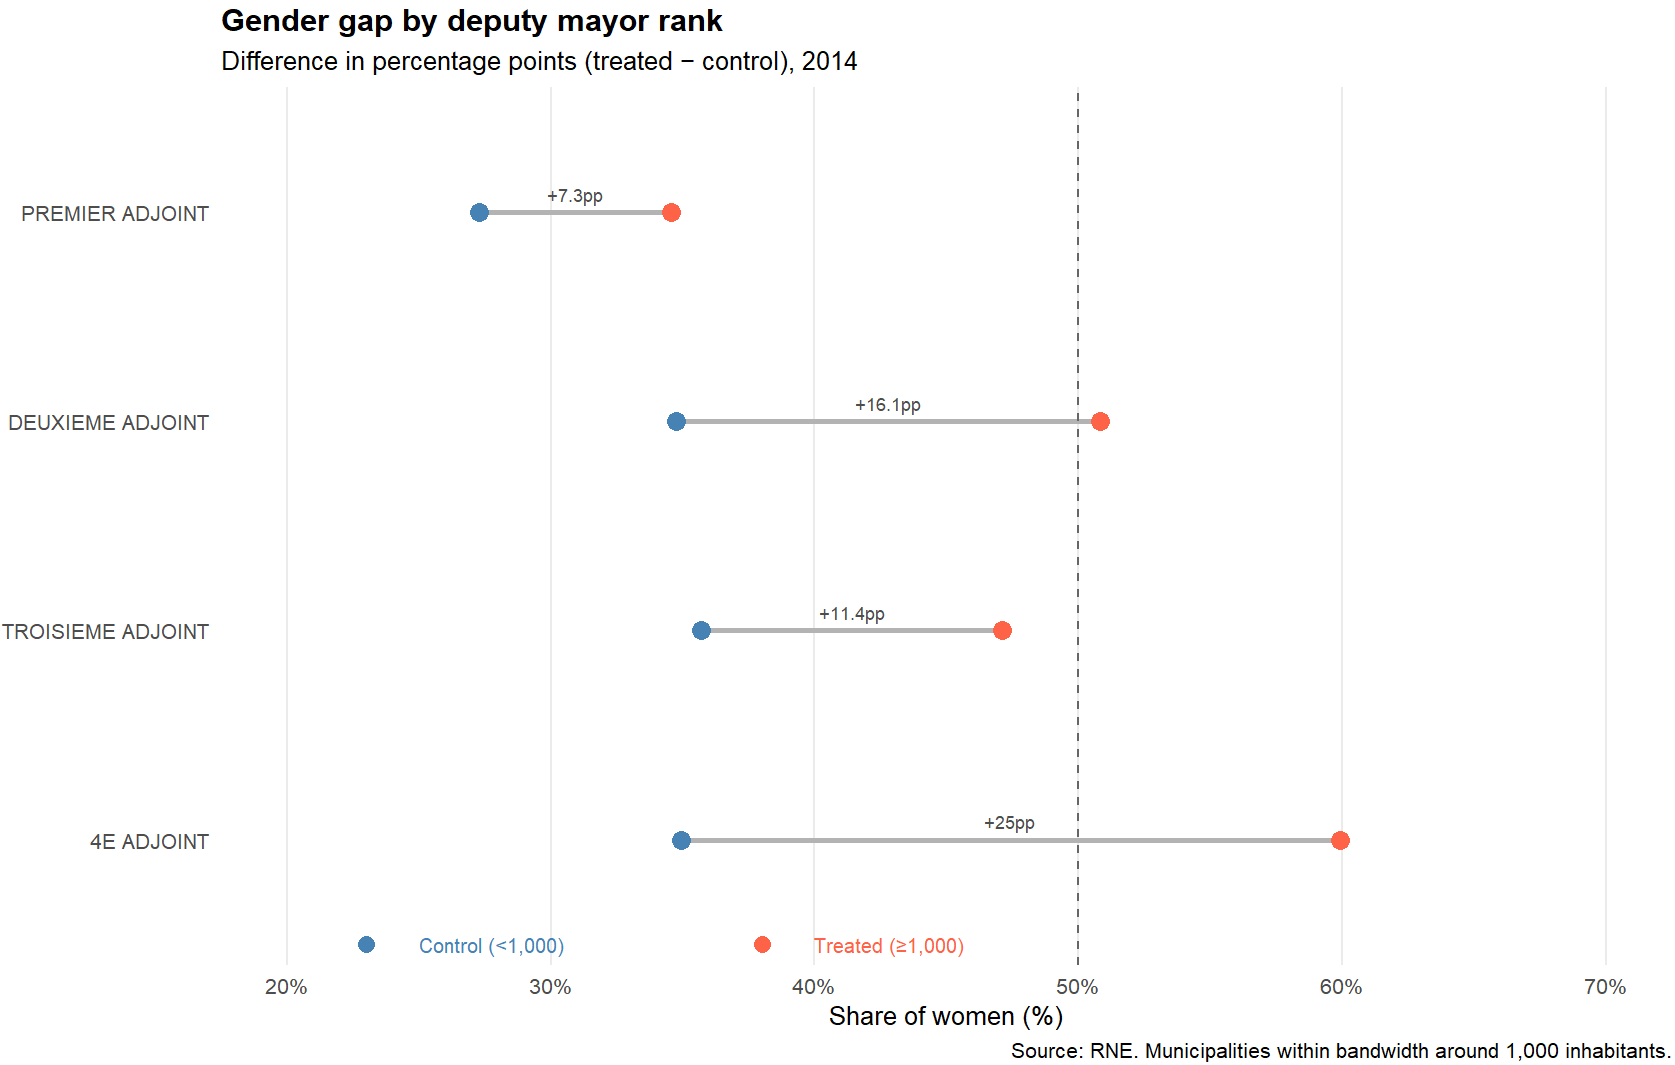 Gender gap by deputy mayor rank
Difference in percentage points (treated − control), 2014
PREMIER ADJOINT
+7.3pp
DEUXIEME ADJOINT
+16.1pp
TROISIEME ADJOINT
+11.4pp
4E ADJOINT
+25pp
Control (<1,000)
Treated (≥1,000)
20%
30%
40%
50%
60%
70%
Share of women (%)
Source: RNE. Municipalities within bandwidth around 1,000 inhabitants.